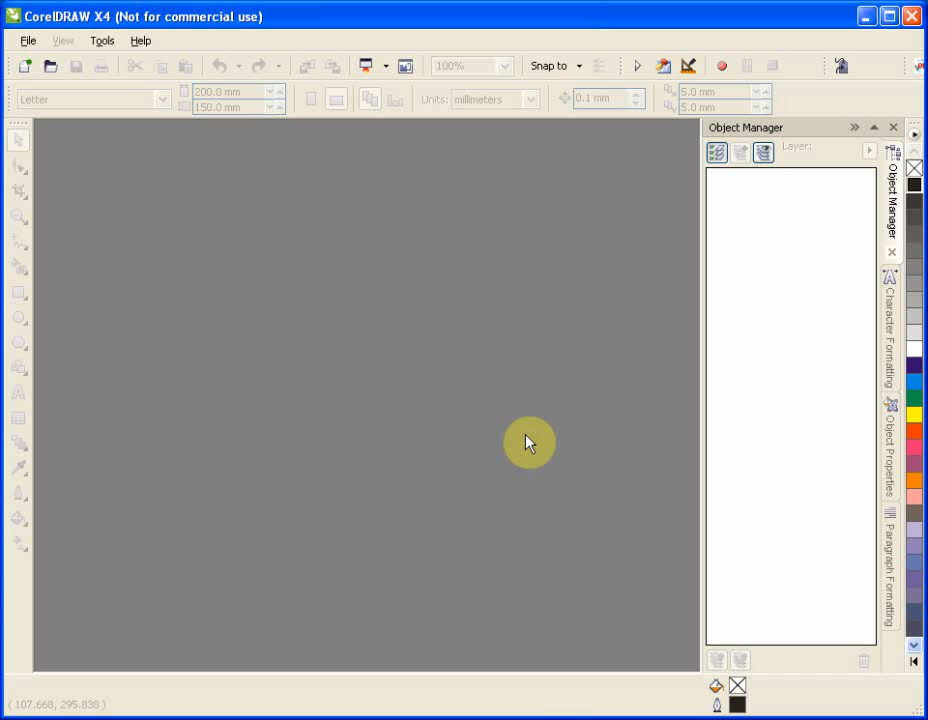 CorelDRAW X4 (Not for commercial use)
File View Tools Help
100% Snap to
Letter 200.0 mm 150.0 mm Units: millimeters 0.1 mm 5.0 mm 5.0 mm
Object Manager
Layer:
Object Manager
Character Formatting
Object Properties
Paragraph Formatting
( 107.668, 295.838 )